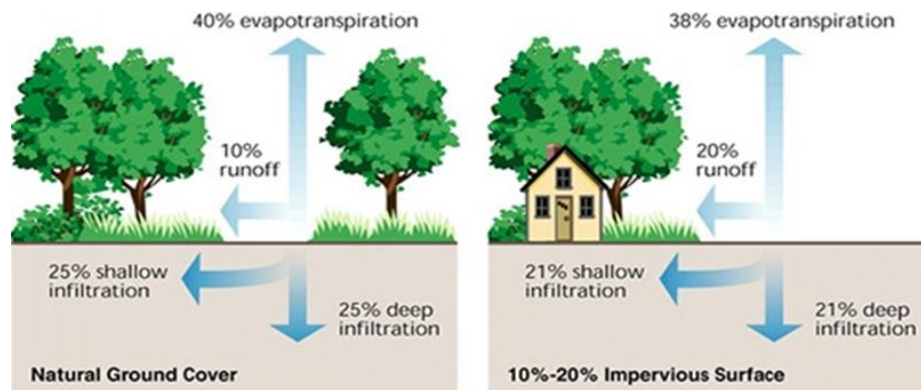 40% evapotranspiration
10%
runoff
25% shallow
infiltration
25% deep
infiltration
Natural Ground Cover
38% evapotranspiration
20%
runoff
21% shallow
infiltration
21% deep
infiltration
10%-20% Impervious Surface